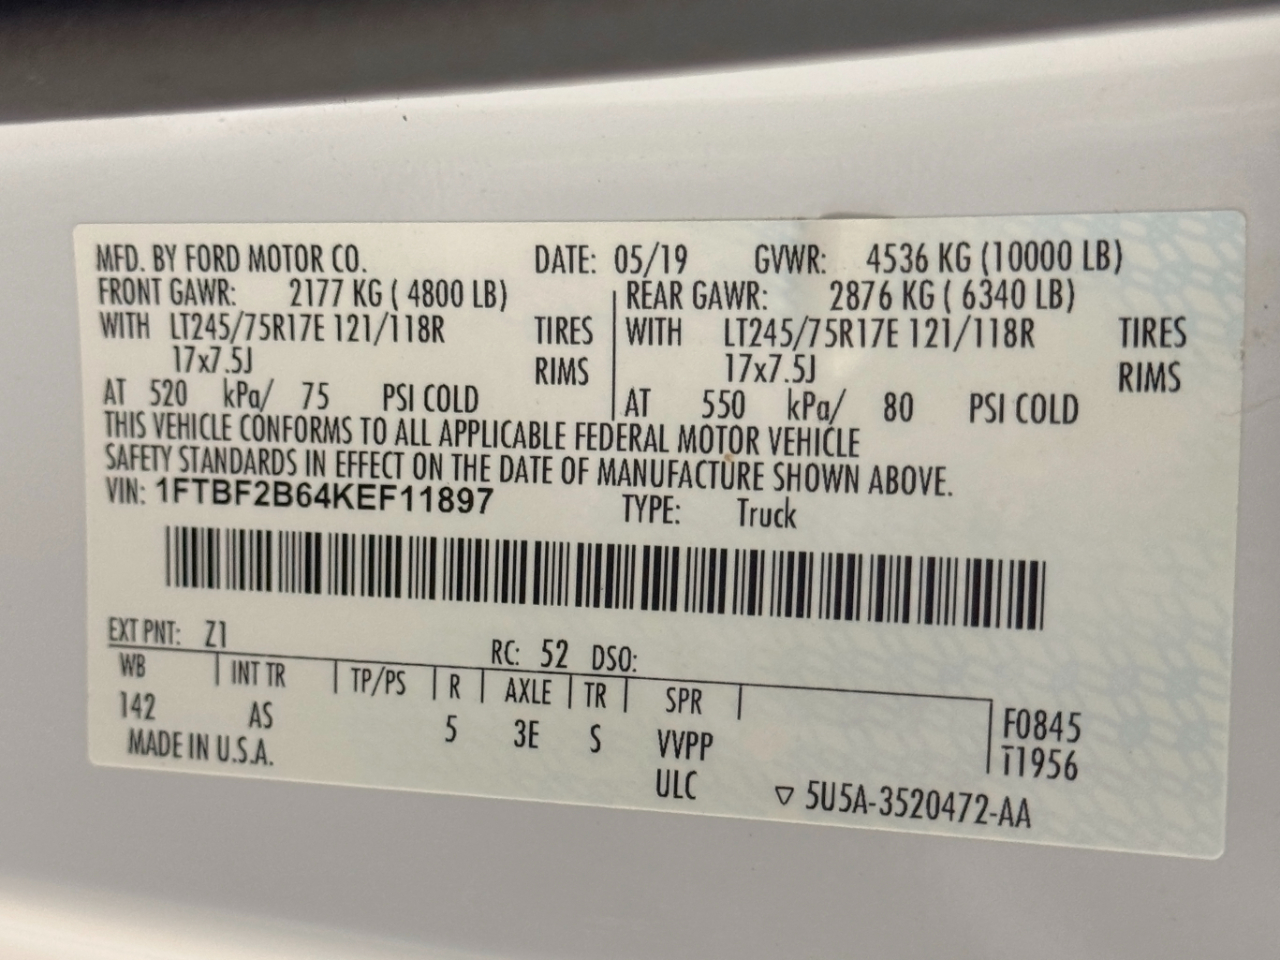 MFD. BY FORD MOTOR CO. DATE: 05/19 GVWR: 4536 KG (10000 LB)
FRONT GAWR: 2177 KG ( 4800 LB) REAR GAWR: 2876 KG ( 6340 LB)
WITH LT245/75R17E 121/118R TIRES WITH LT245/75R17E 121/118R TIRES
17x7.5J RIMS 17x7.5J RIMS
AT 520 kPa/ 75 PSI COLD AT 550 kPa/ 80 PSI COLD
THIS VEHICLE CONFORMS TO ALL APPLICABLE FEDERAL MOTOR VEHICLE
SAFETY STANDARDS IN EFFECT ON THE DATE OF MANUFACTURE SHOWN ABOVE.
VIN: 1FTBF2B64KEF11897 TYPE: Truck
EXT PNT: Z1 RC: 52 DSO:
WB INT TR TP/PS R AXLE TR SPR F0845
142 AS 5 3E S VVPP T1956
MADE IN U.S.A. ULC ▽ 5U5A-3520472-AA